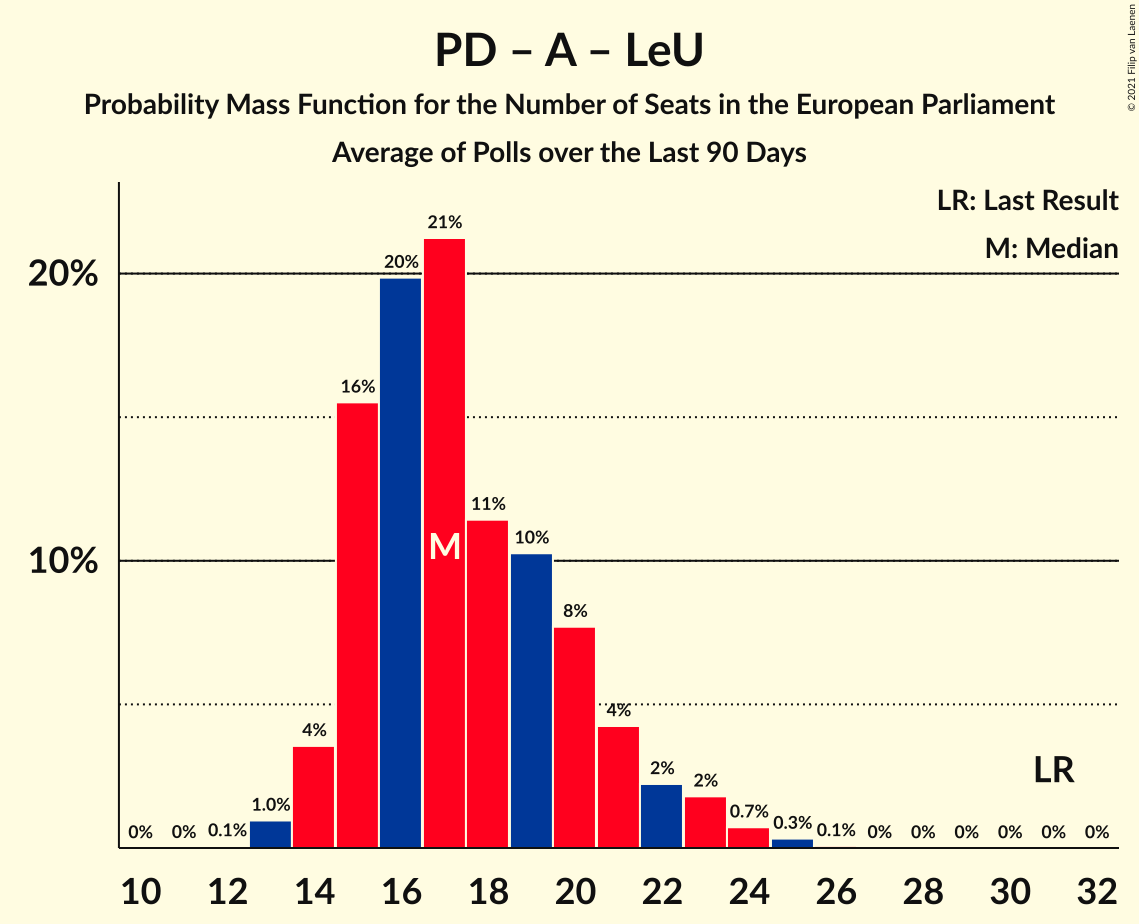 PD – A – LeU
Probability Mass Function for the Number of Seats in the European Parliament
Average of Polls over the Last 90 Days
© 2021 Filip van Laenen
LR: Last Result
M: Median
20%
10%
0%
0%
0.1%
1.0%
4%
16%
20%
21%
11%
10%
8%
4%
2%
2%
0.7%
0.3%
0.1%
0%
0%
0%
0%
0%
0%
M
LR
10 12 14 16 18 20 22 24 26 28 30 32